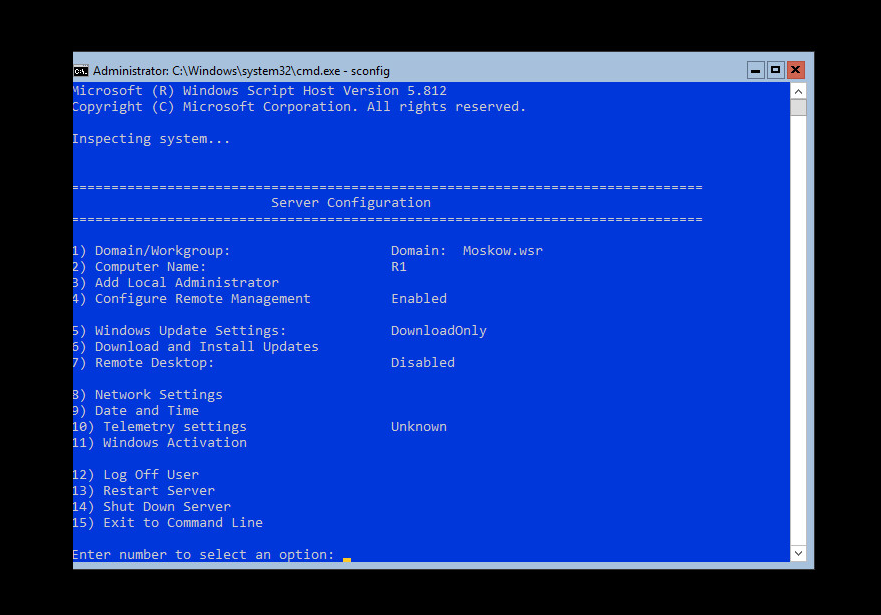 Administrator: C:\Windows\system32\cmd.exe - sconfig
Microsoft (R) Windows Script Host Version 5.812
Copyright (C) Microsoft Corporation. All rights reserved.
Inspecting system...
===============================================================================
Server Configuration
===============================================================================
1) Domain/Workgroup: Domain: Moskow.wsr
2) Computer Name: R1
3) Add Local Administrator
4) Configure Remote Management Enabled
5) Windows Update Settings: DownloadOnly
6) Download and Install Updates
7) Remote Desktop: Disabled
8) Network Settings
9) Date and Time
10) Telemetry settings Unknown
11) Windows Activation
12) Log Off User
13) Restart Server
14) Shut Down Server
15) Exit to Command Line
Enter number to select an option: